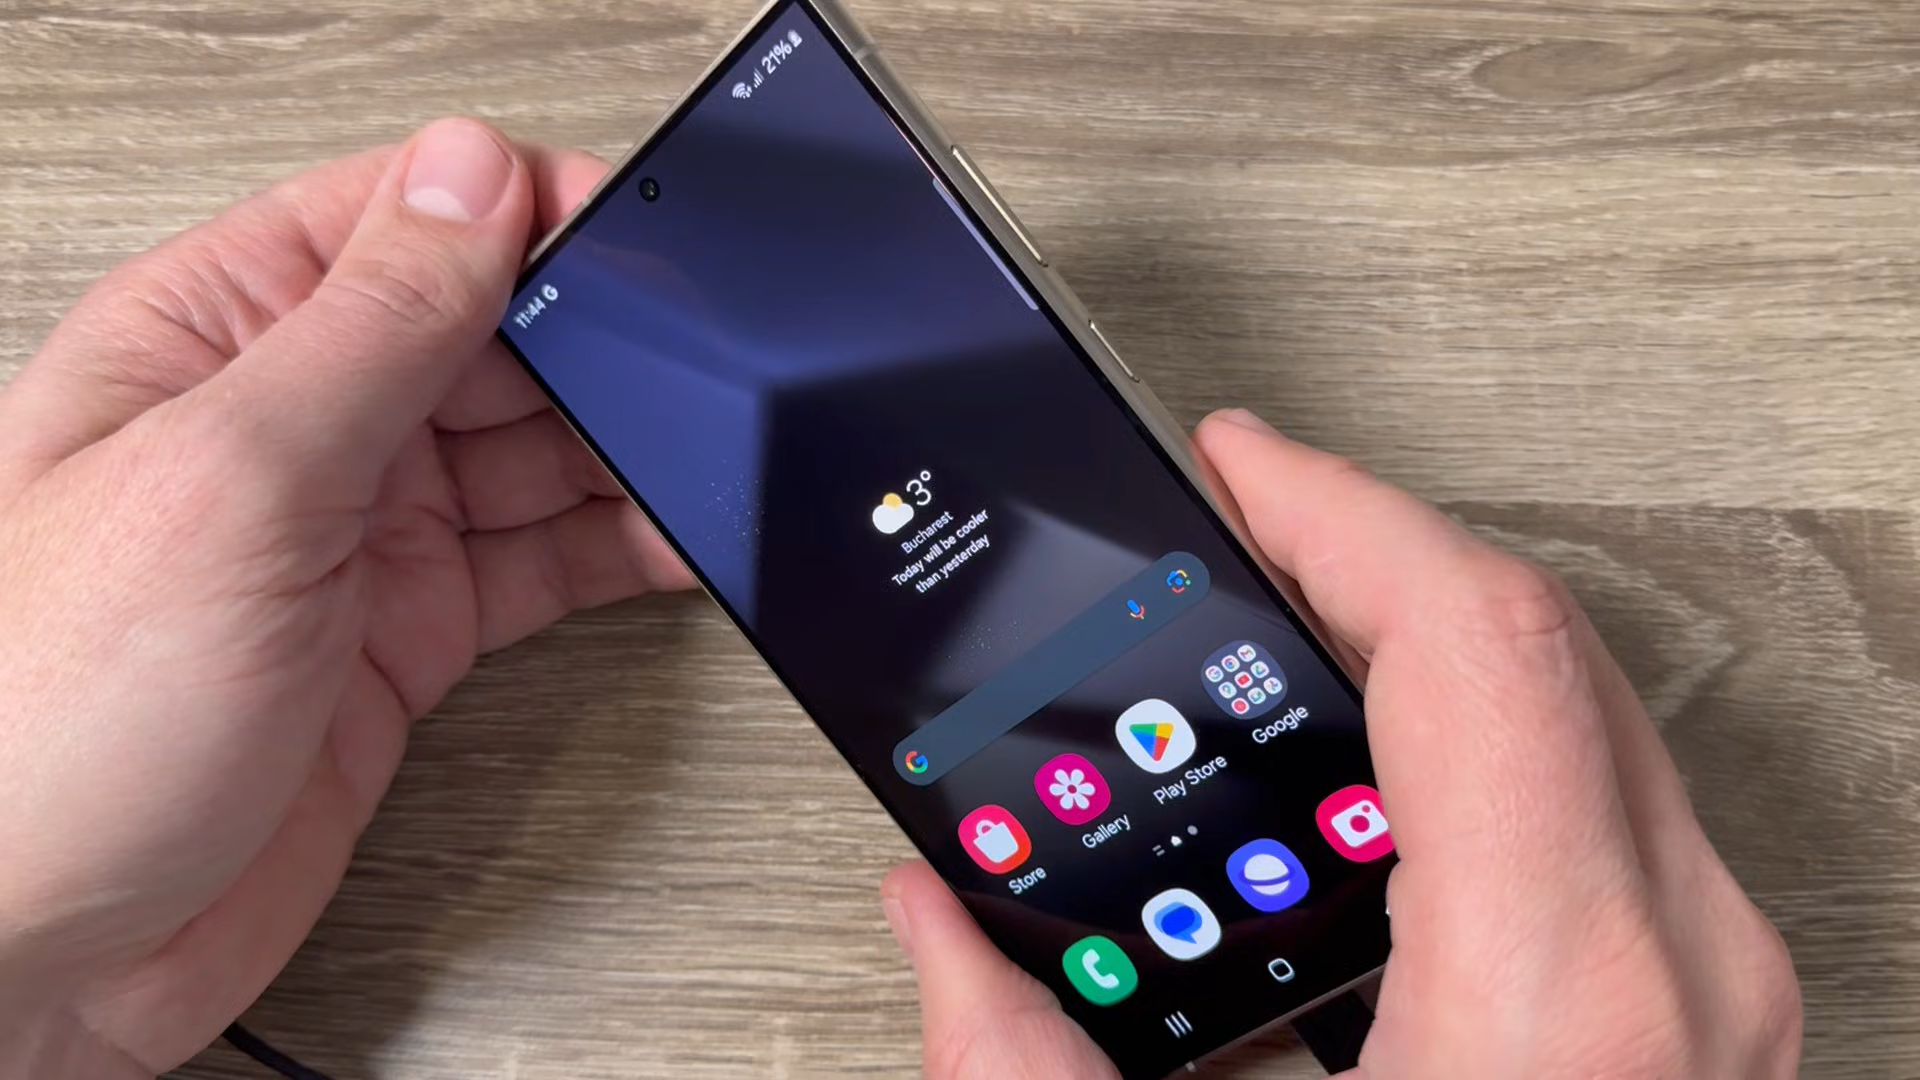 11:44 G
21%
3°
Bucharest
Today will be cooler
than yesterday
Store
Gallery
Play Store
Google